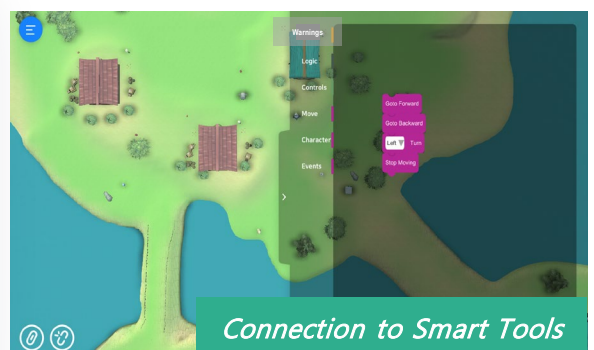 Warnings
Logic
Controls
Move
Character
Events
Goto Forward
Goto Backward
Left Turn
Stop Moving
Connection to Smart Tools